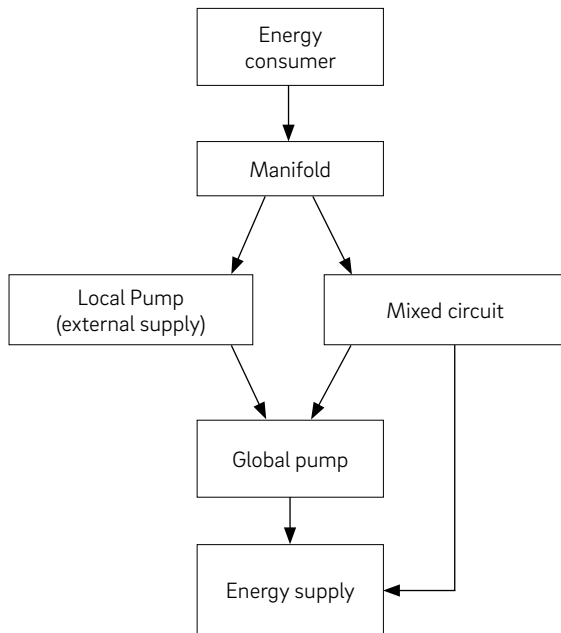 Energy
consumer
Manifold
Local Pump
(external supply)
Mixed circuit
Global pump
Energy supply